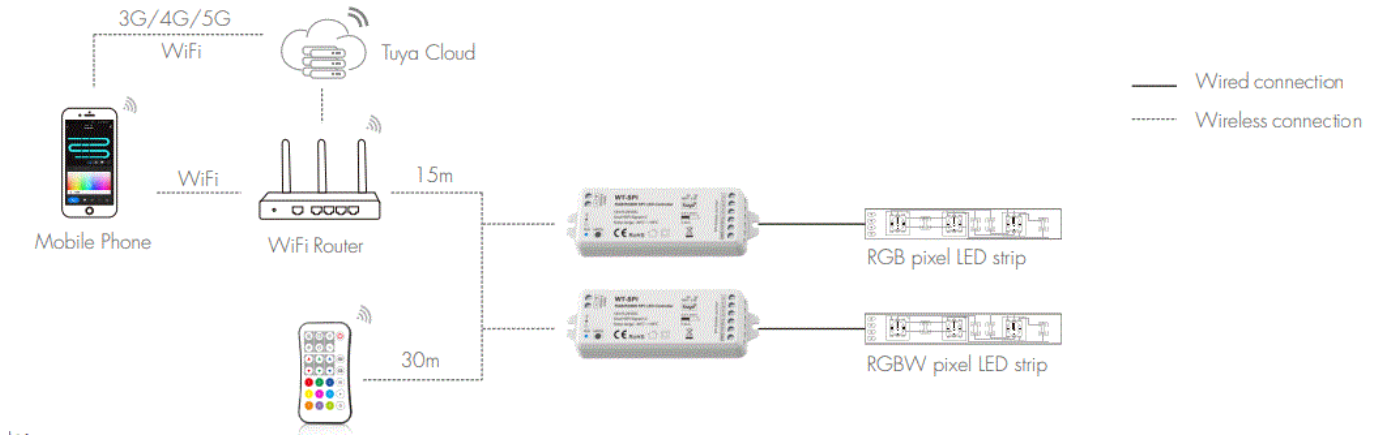 3G/4G/5G
WiFi
Tuya Cloud
Wired connection
Wireless connection
WiFi
15m
Mobile Phone
WiFi Router
WT-SPI
RGB pixel LED strip
WT-SPI
30m
RGBW pixel LED strip